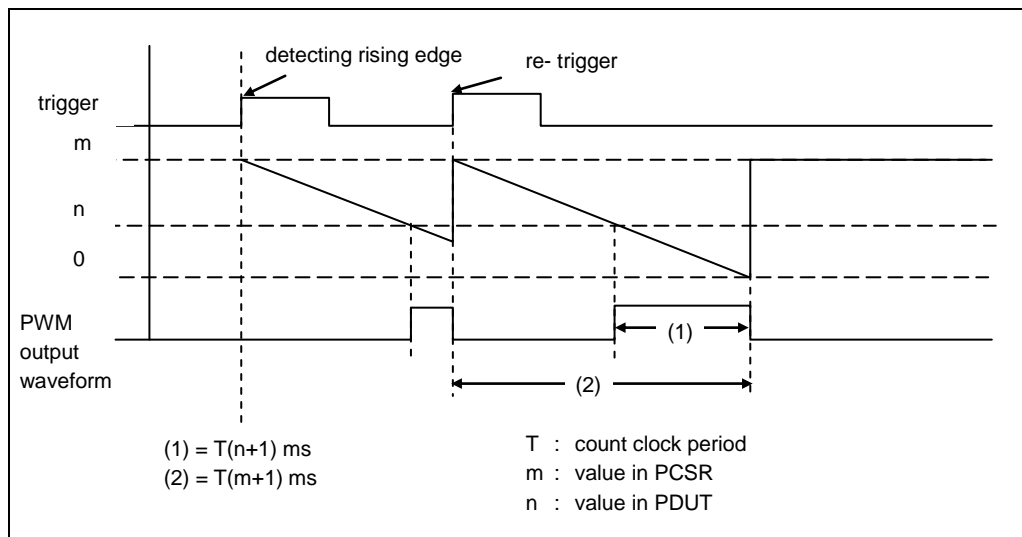 detecting rising edge
re- trigger
trigger
m
n
0
PWM
output
waveform
(1)
(2)
(1) = T(n+1) ms
(2) = T(m+1) ms
T : count clock period
m : value in PCSR
n : value in PDUT